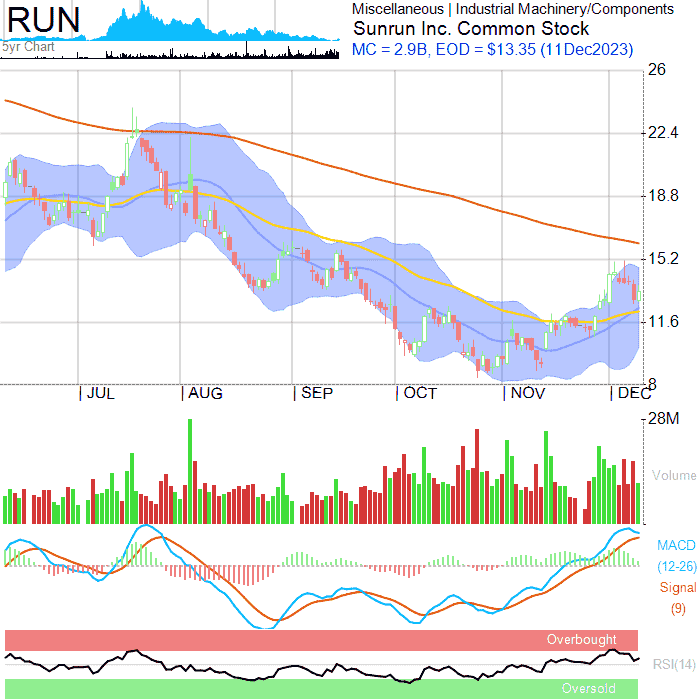 RUN
5yr Chart
Miscellaneous | Industrial Machinery/Components
Sunrun Inc. Common Stock
MC = 2.9B, EOD = $13.35 (11Dec2023)
26
22.4
18.8
15.2
11.6
8
| JUL | AUG | SEP | OCT | NOV | DEC
28M
Volume
MACD
(12-26)
Signal
(9)
Overbought
RSI(14)
Oversold